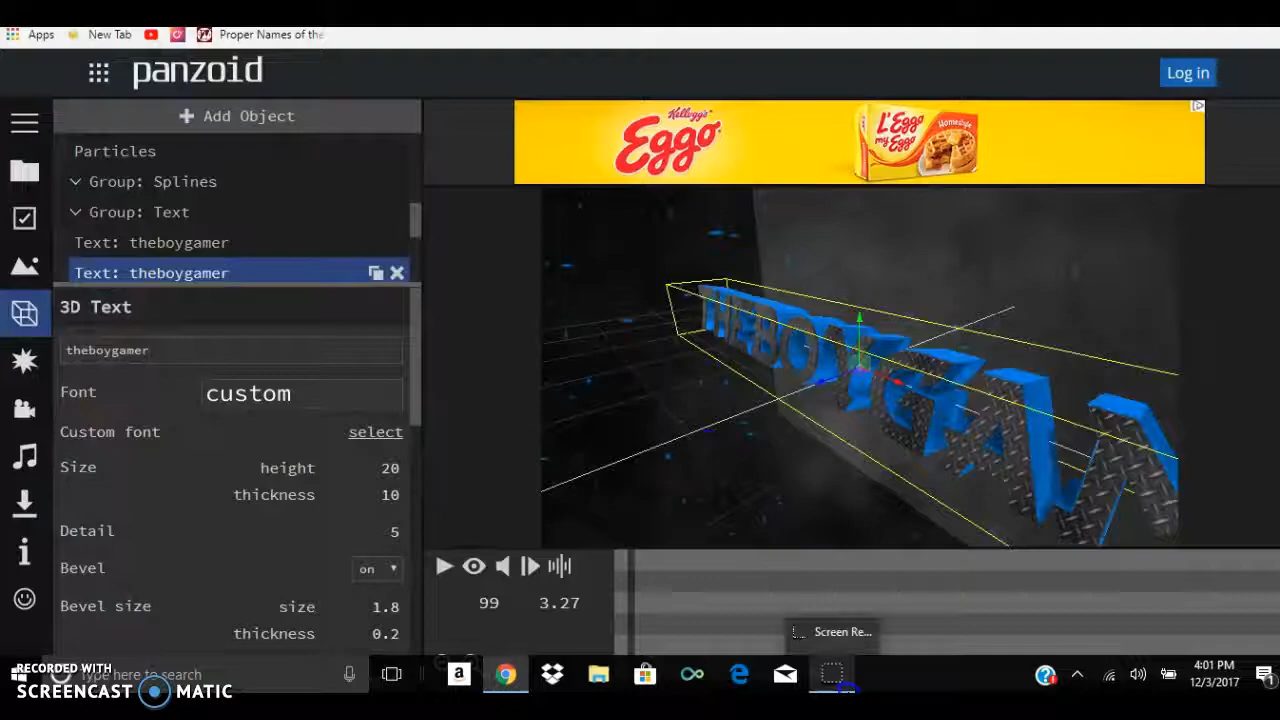 Apps New Tab Proper Names of the
panzoid
Log in
Add Object
Kellogg's
Eggo
L'Eggo
my Eggo
Homestyle
Particles
Group: Splines
Group: Text
Text: theboygamer
Text: theboygamer
3D Text
theboygamer
Font custom
Custom font select
Size height 20
thickness 10
Detail 5
Bevel on
Bevel size size 1.8
thickness 0.2
THEBOYGAM
99 3.27
Screen Re...
Type here to search
4:01 PM
12/3/2017
RECORDED WITH
SCREENCAST MATIC